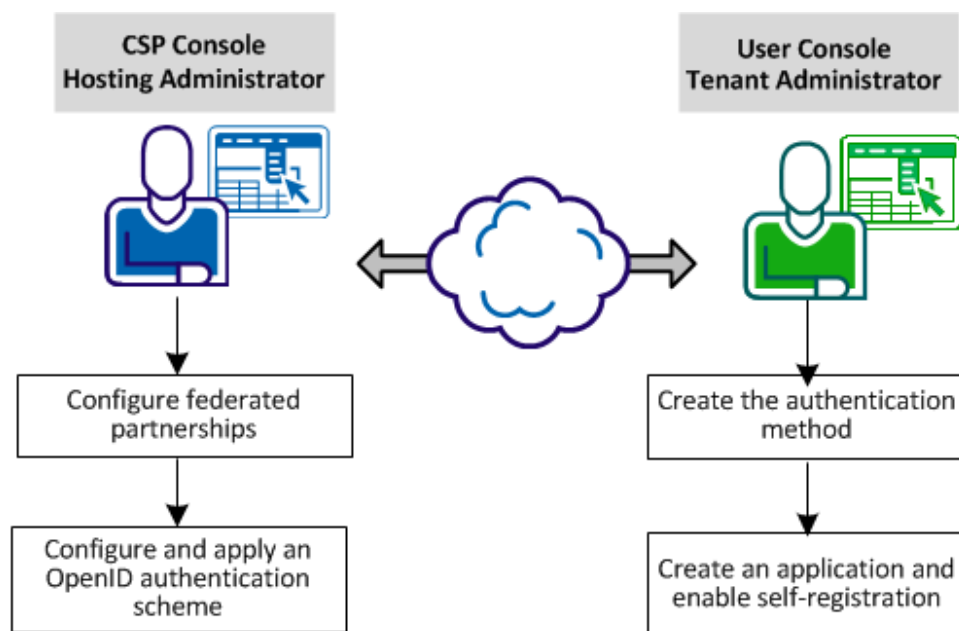 CSP Console
Hosting Administrator
User Console
Tenant Administrator
Configure federated
partnerships
Create the authentication
method
Configure and apply an
OpenID authentication
scheme
Create an application and
enable self-registration